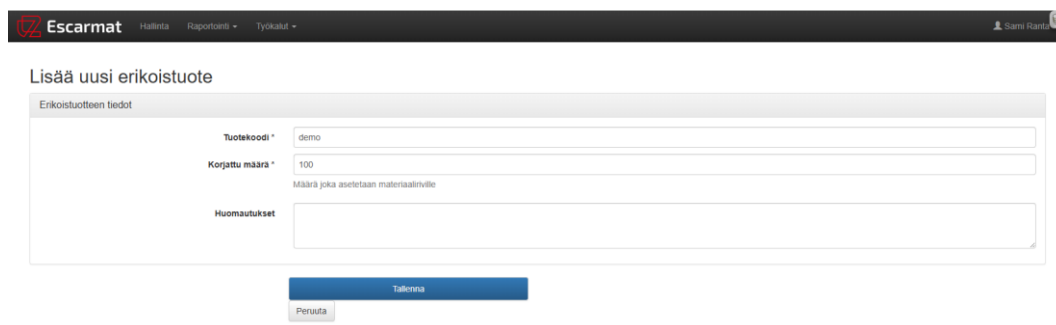 Escarmat Hallinta Raportointi Työkalut Sami Ranta
Lisää uusi erikoistuote
Erikoistuotteen tiedot
Tuotekoodi * demo
Korjattu määrä * 100
Määrä joka asetetaan materiaaliriville
Huomautukset
Tallenna
Peruuta